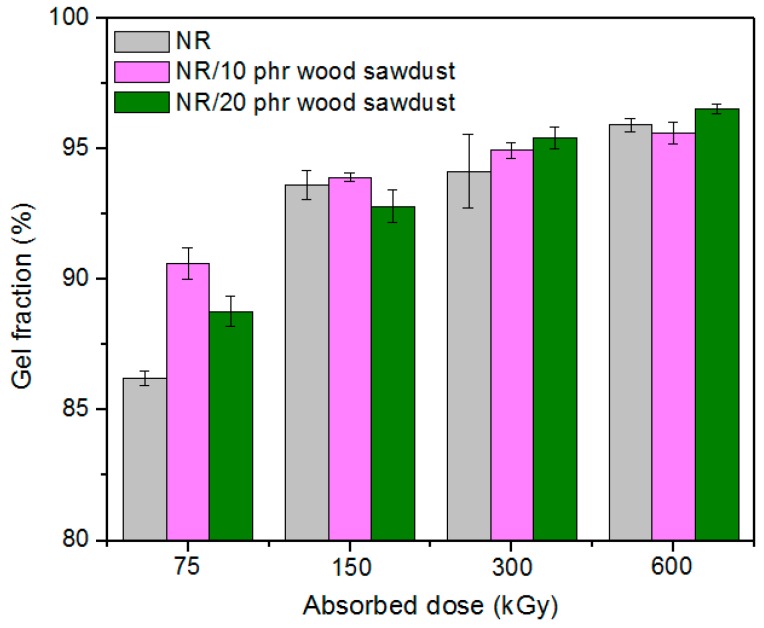 100
95
90
85
80
Gel fraction (%)
NR
NR/10 phr wood sawdust
NR/20 phr wood sawdust
75
150
300
600
Absorbed dose (kGy)